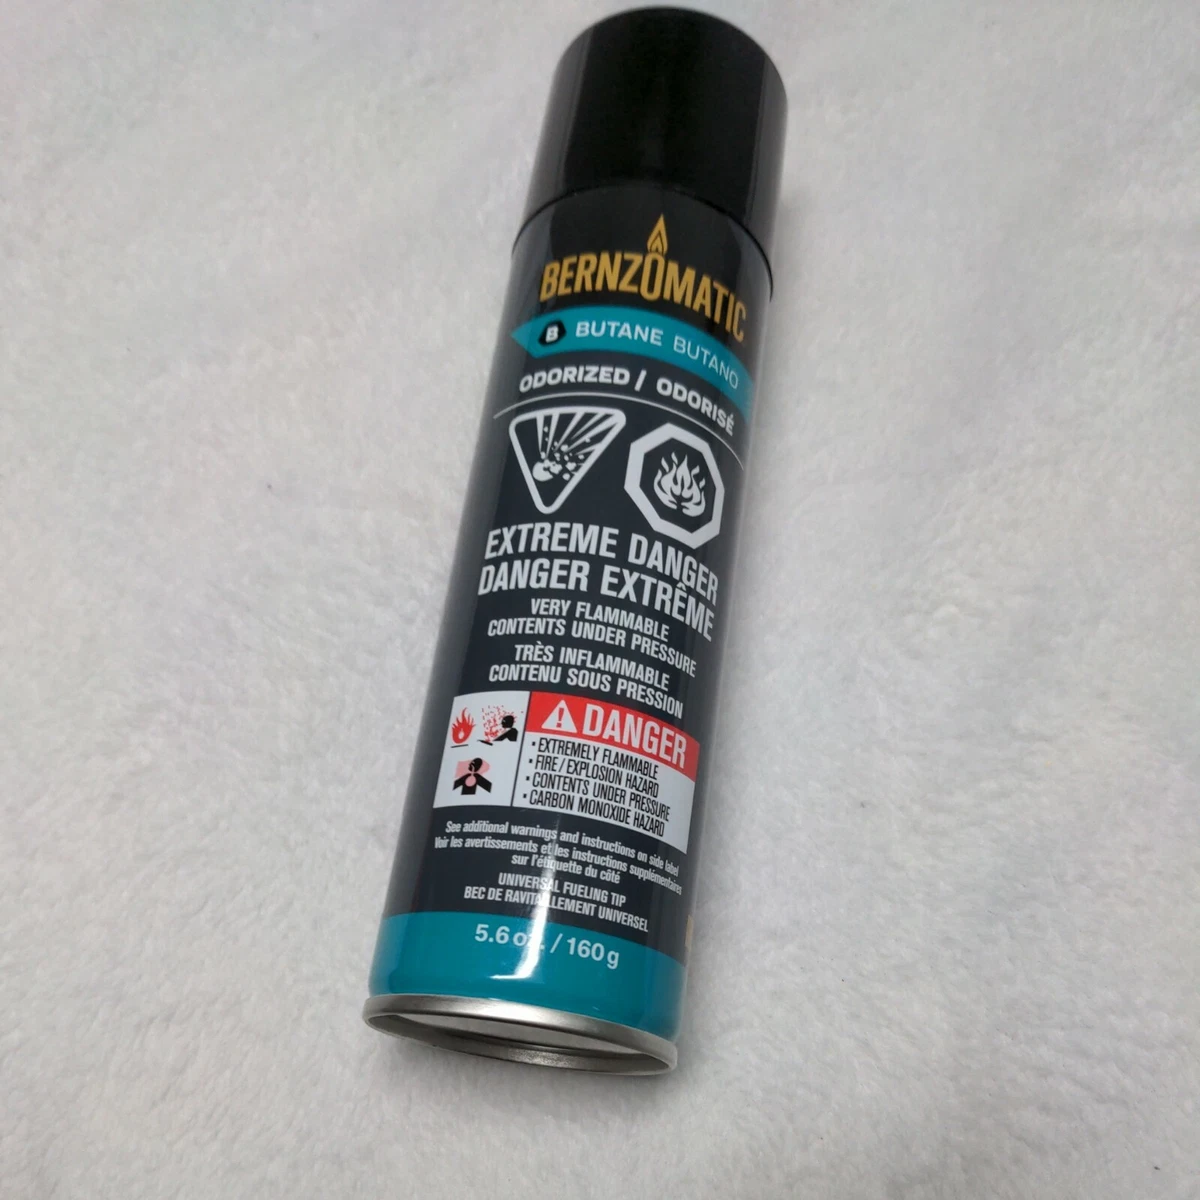 BERNZOMATIC
B BUTANE BUTANO
ODORIZED / ODORISÉ
EXTREME DANGER
DANGER EXTRÊME
VERY FLAMMABLE
CONTENTS UNDER PRESSURE
TRÈS INFLAMMABLE
CONTENU SOUS PRESSION
! DANGER
• EXTREMELY FLAMMABLE
• FIRE / EXPLOSION HAZARD
• CONTENTS UNDER PRESSURE
• CARBON MONOXIDE HAZARD
See additional warnings and instructions on side label
Voir les avertissements et les instructions supplémentaires
sur l'étiquette du côté
UNIVERSAL FUELING TIP
BEC DE RAVITAILLEMENT UNIVERSEL
5.6 oz. / 160g